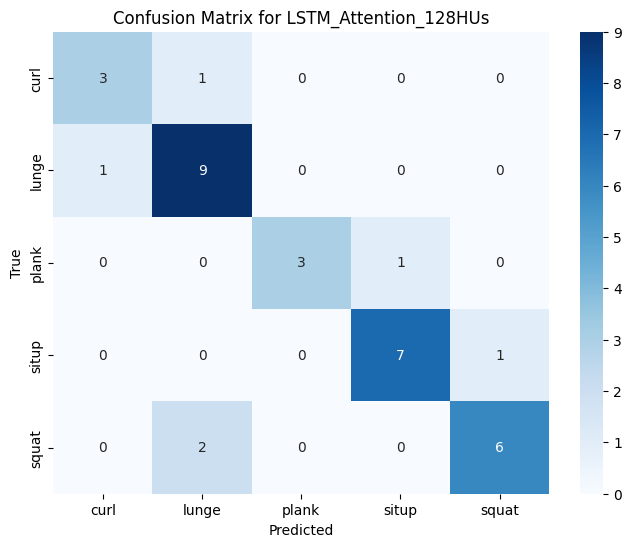 Confusion Matrix for LSTM_Attention_128HUs
curl 3 1 0 0 0
lunge 1 9 0 0 0
plank 0 0 3 1 0
situp 0 0 0 7 1
squat 0 2 0 0 6
True
curl lunge plank situp squat
Predicted
9
8
7
6
5
4
3
2
1
0